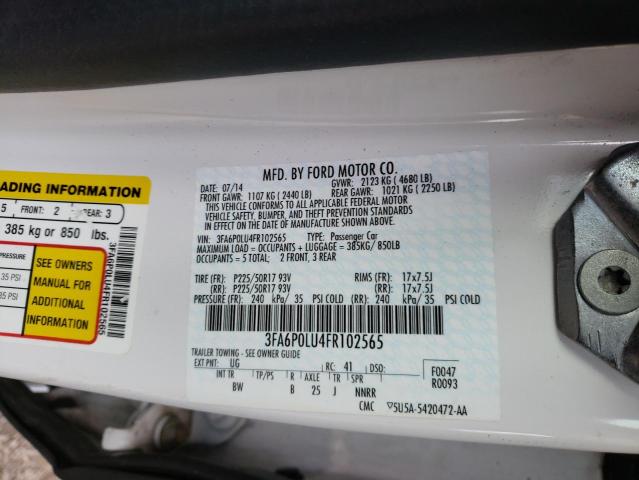 MFD. BY FORD MOTOR CO.
DATE: 07/14 GVWR: 2123 KG ( 4680 LB)
FRONT GAWR: 1107 KG ( 2440 LB) REAR GAWR: 1021 KG ( 2250 LB)
THIS VEHICLE CONFORMS TO ALL APPLICABLE FEDERAL MOTOR
VEHICLE SAFETY, BUMPER, AND THEFT PREVENTION STANDARDS
IN EFFECT ON THE DATE OF MANUFACTURE SHOWN ABOVE.
VIN: 3FA6P0LU4FR102565 TYPE: Passenger Car
MAXIMUM LOAD = OCCUPANTS + LUGGAGE = 385KG/ 850LB
OCCUPANTS = 5 TOTAL; 2 FRONT, 3 REAR
TIRE (FR): P225/50R17 93V RIMS (FR): 17x7.5J
(RR): P225/50R17 93V (RR): 17x7.5J
PRESSURE (FR): 240 kPa/ 35 PSI COLD (RR): 240 kPa/ 35 PSI COLD
3FA6P0LU4FR102565
TRAILER TOWING - SEE OWNER GUIDE
EXT PNT: UG RC: 41 DSO:
F0047
R0093
INT TR TP/PS R AXLE TR SPR
BW B 25 J NNRR
CMC 5U5A-5420472-AA
ADING INFORMATION
5 FRONT: 2 REAR: 3
385 kg or 850 lbs.
PRESSURE
35 PSI
35 PSI
SEE OWNERS
MANUAL FOR
ADDITIONAL
INFORMATION
3FA6P0LU4FR102565